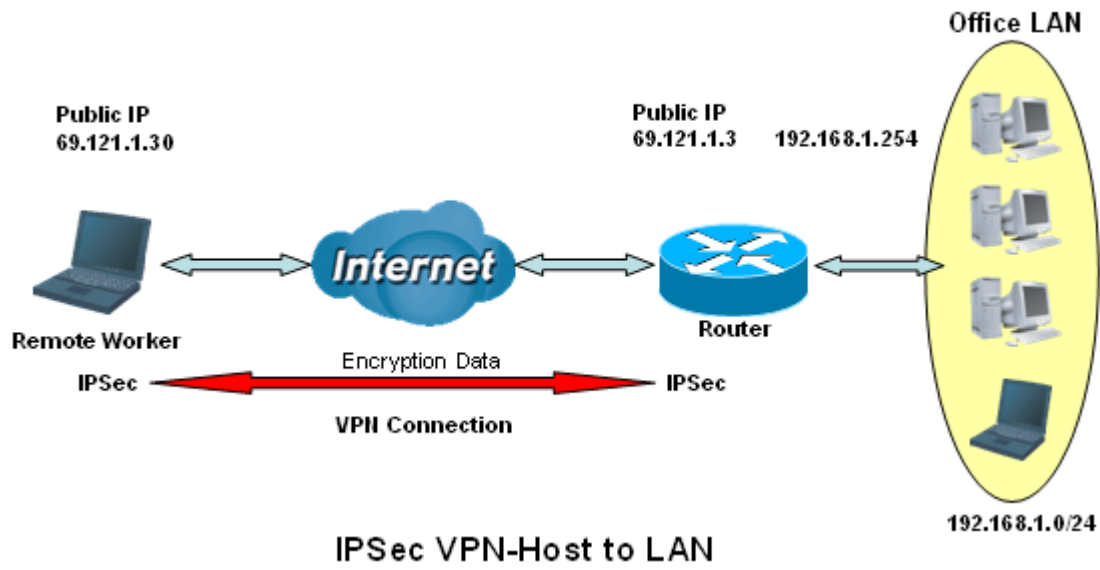 Office LAN
Public IP
69.121.1.30
Public IP
69.121.1.3 192.168.1.254
Internet
Remote Worker
Router
Encryption Data
IPSec
IPSec
VPN Connection
192.168.1.0/24
IPSec VPN-Host to LAN